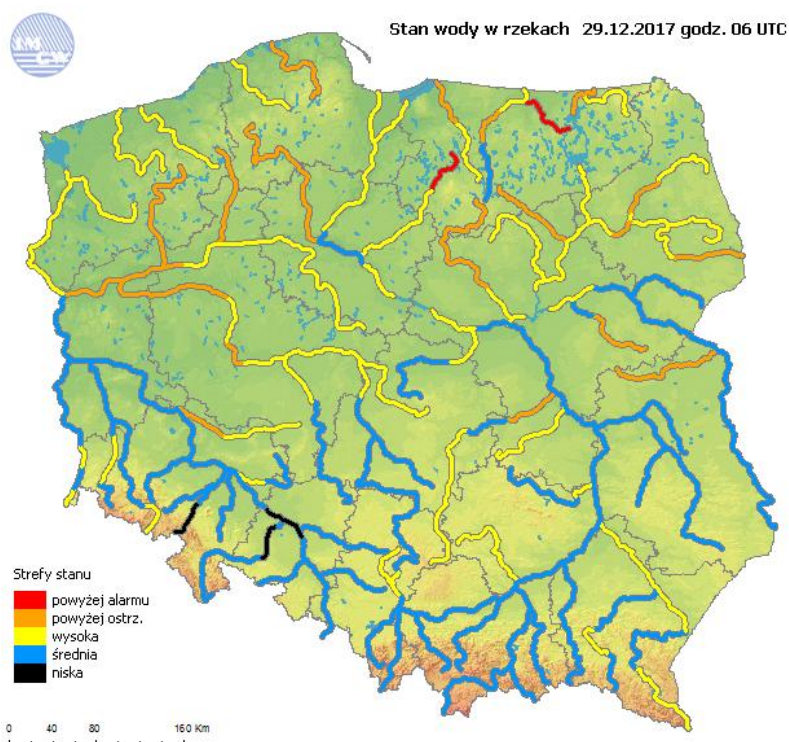 IMGW
Stan wody w rzekach 29.12.2017 godz. 06 UTC
Strefy stanu
powyżej alarmu
powyżej ostrz.
wysoka
średnia
niska
0 40 80 160 Km